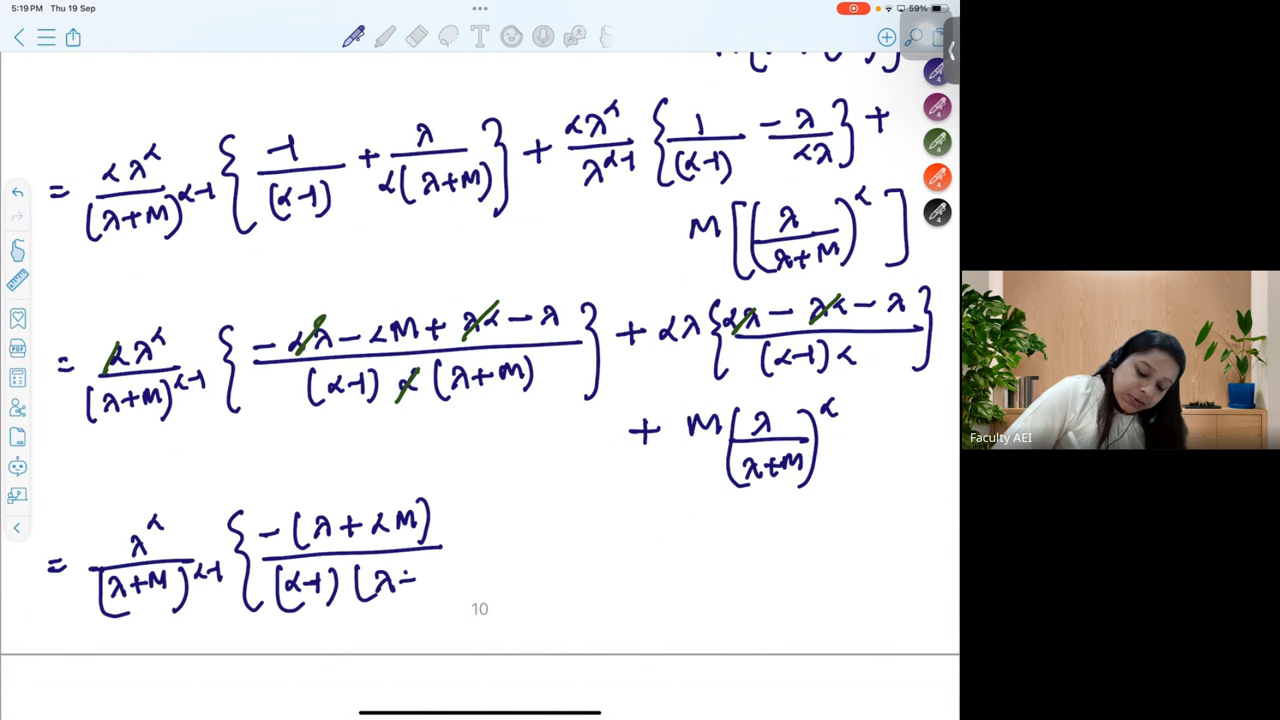 5:19 PM Thu 19 Sep ... 59%
= αλ^α/(λ+M)^(α-1) { -1/(α-1) + λ/(α(λ+M)) } + αλ^α/λ^(α-1) { 1/(α-1) - λ/(αλ) } +
M[(λ/(λ+M))^α]
= αλ^α/(λ+M)^(α-1) { (-αλ - αM + λα - λ)/((α-1) α (λ+M)) } + αλ { (αλ - λα - λ)/((α-1)α) }
+ M(λ/(λ+M))^α
= λ^α/(λ+M)^(α-1) { -(λ+αM)/((α-1)(λ
10
Faculty AEI